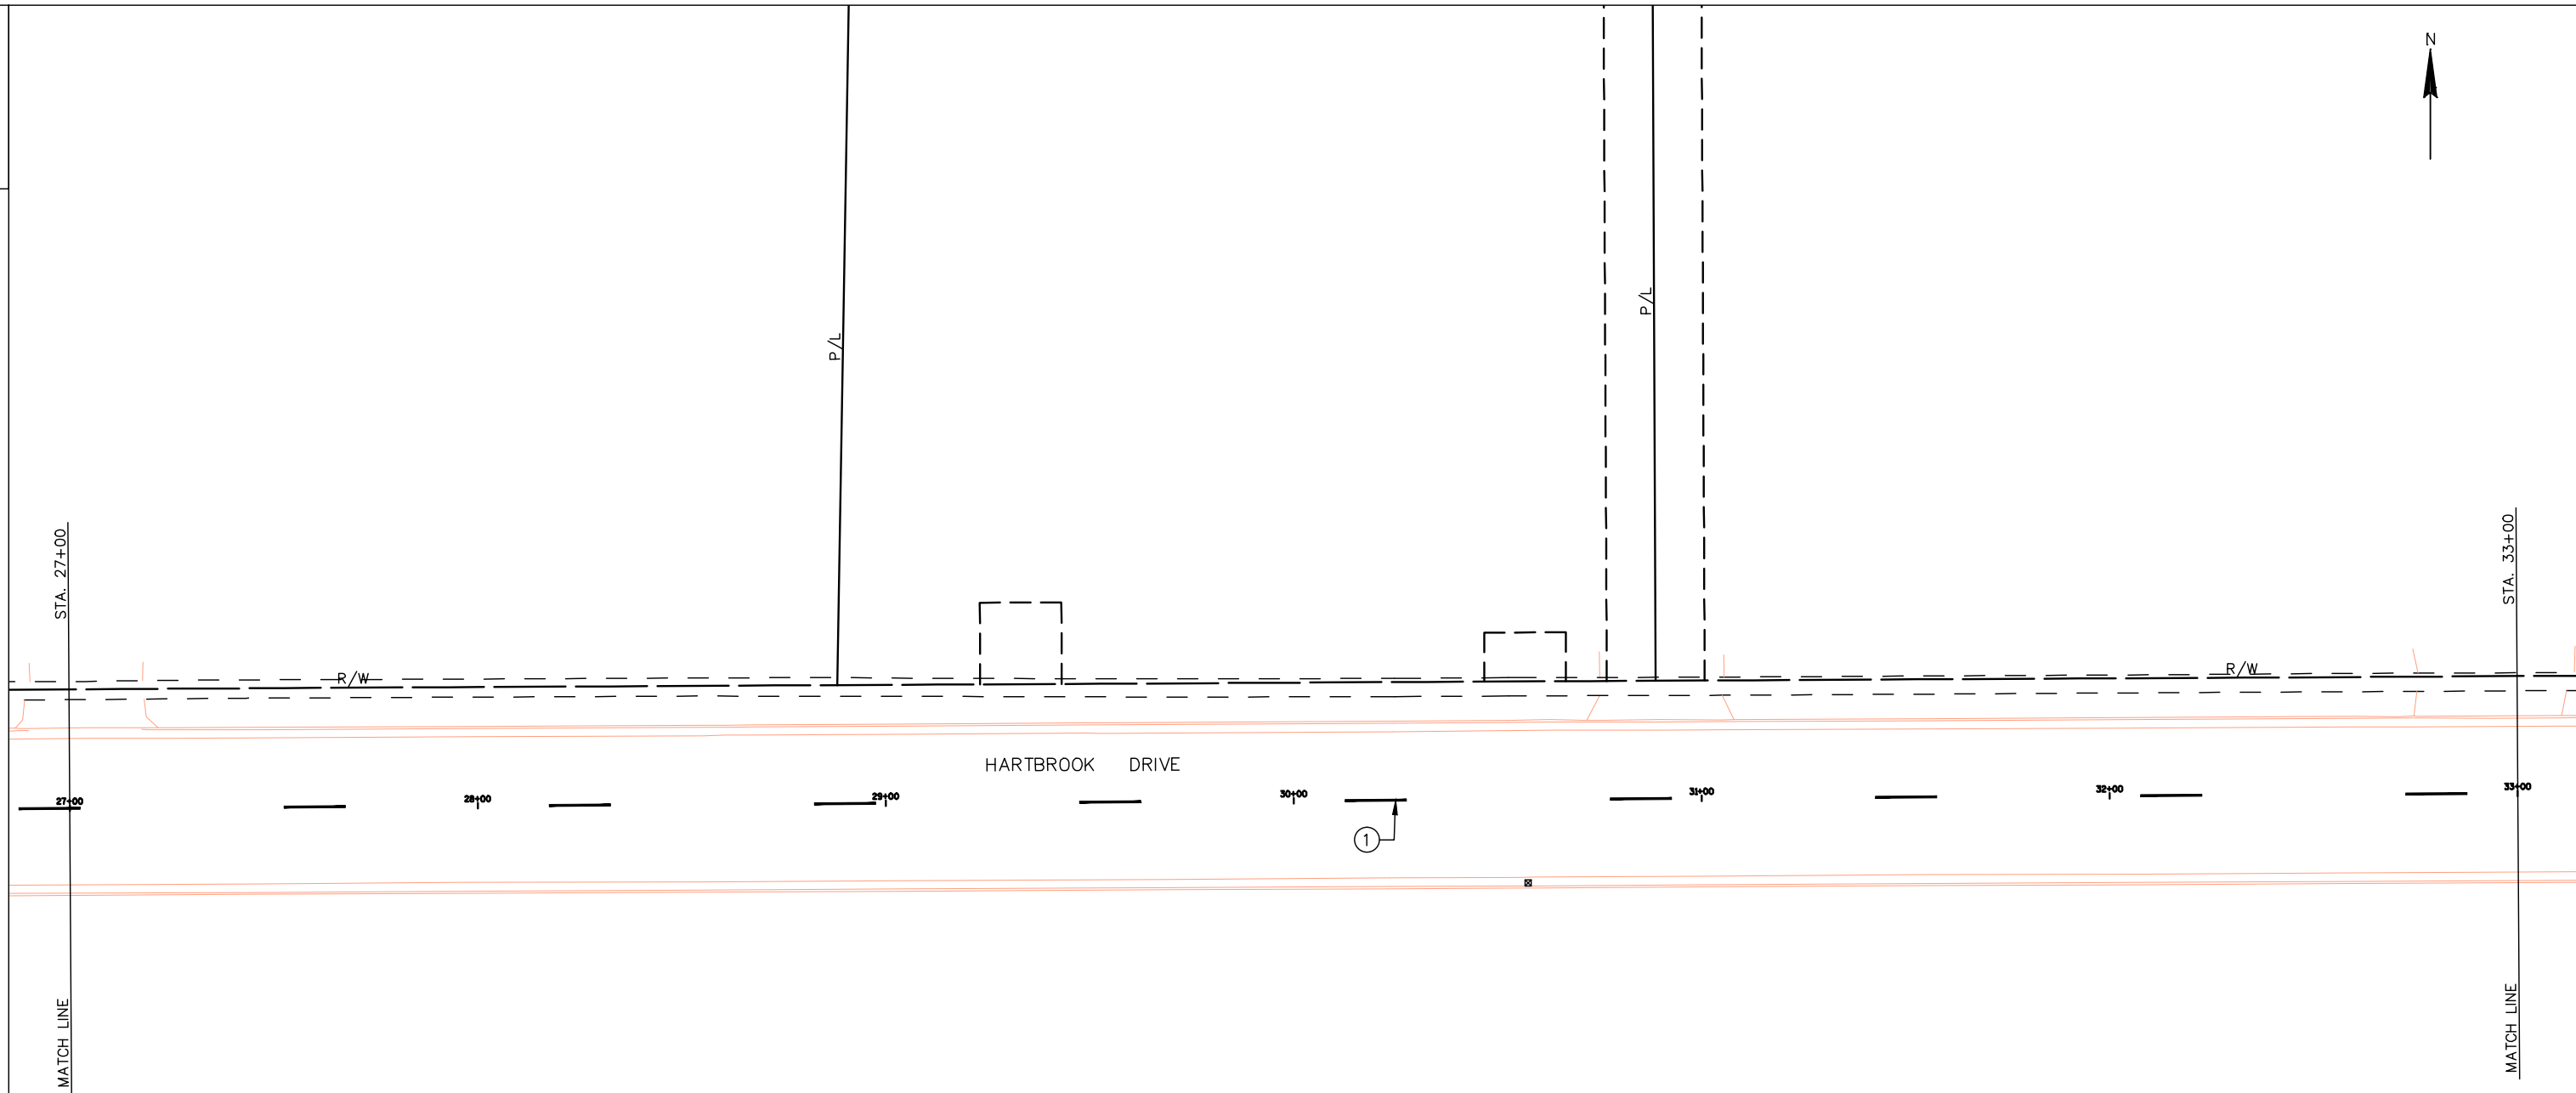 N
P/L
P/L
STA. 27+00
STA. 33+00
R/W
R/W
HARTBROOK DRIVE
27+00
28+00
29+00
30+00
31+00
32+00
33+00
1
MATCH LINE
MATCH LINE